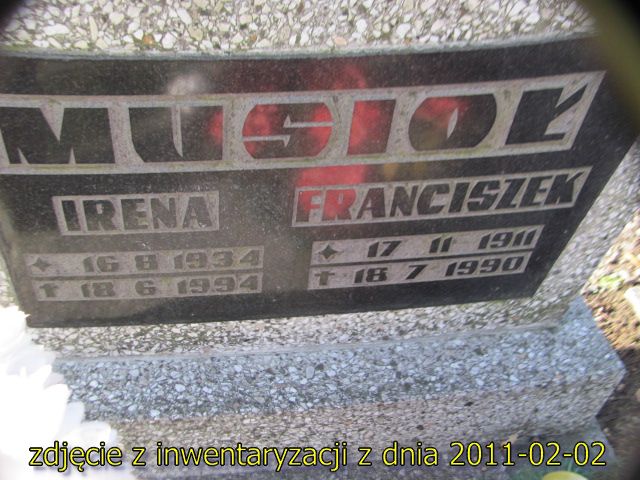 MUSIOŁ
IRENA FRANCISZEK
16 8 1934 17 11 1911
✝ 18 6 1994 ✝ 18 7 1990
zdjęcie z inwentaryzacji z dnia 2011-02-02